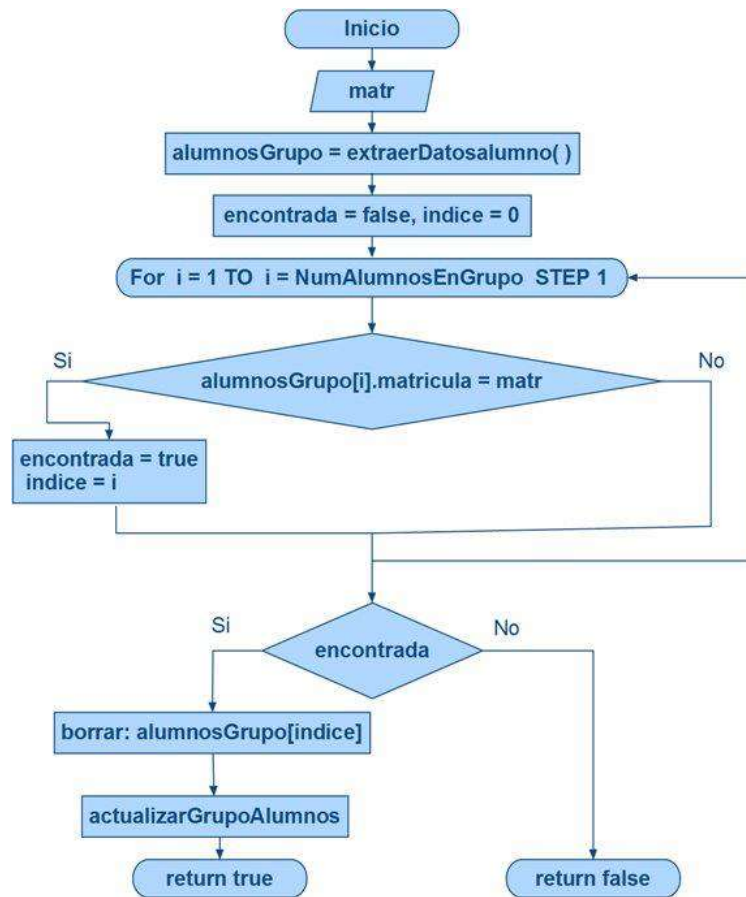 Inicio
matr
alumnosGrupo = extraerDatosalumno( )
encontrada = false, indice = 0
For i = 1 TO i = NumAlumnosEnGrupo STEP 1
Si
No
alumnosGrupo[i].matricula = matr
encontrada = true
indice = i
Si
No
encontrada
borrar: alumnosGrupo[indice]
actualizarGrupoAlumnos
return true
return false